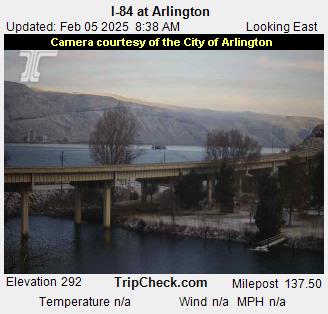 I-84 at Arlington
Updated: Feb 05 2025 8:38 AM Looking East
Camera courtesy of the City of Arlington
Elevation 292 TripCheck.com Milepost 137.50
Temperature n/a Wind n/a MPH n/a